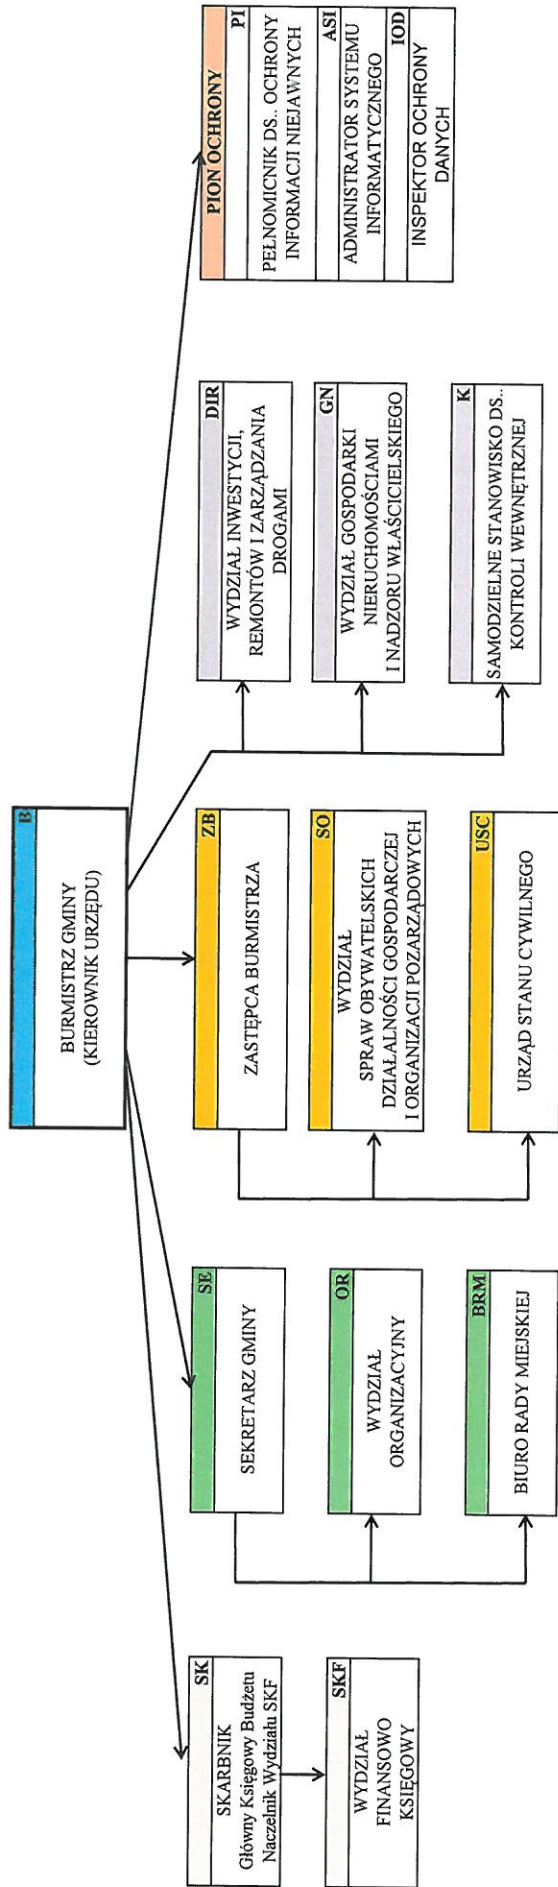 B
BURMISTRZ GMINY
(KIEROWNIK URZĘDU)
SK
SKARBNIK
Główny Księgowy Budżetu
Naczelnik Wydziału SKF
SKF
WYDZIAŁ
FINANSOWO
KSIĘGOWY
SE
SEKRETARZ GMINY
OR
WYDZIAŁ
ORGANIZACYJNY
BRM
BIURO RADY MIEJSKIEJ
ZB
ZASTĘPCA BURMISTRZA
SO
WYDZIAŁ
SPRAW OBYWATELSKICH
DZIAŁALNOŚCI GOSPODARCZEJ
I ORGANIZACJI POZARZĄDOWYCH
USC
URZĄD STANU CYWILNEGO
DIR
WYDZIAŁ INWESTYCJI,
REMONTÓW I ZARZĄDZANIA
DROGAMI
GN
WYDZIAŁ GOSPODARKI
NIERUCHOMOŚCIAMI
I NADZORU WŁAŚCICIELSKIEGO
K
SAMODZIELNE STANOWISKO DS..
KONTROLI WEWNĘTRZNEJ
PION OCHRONY
PI
PEŁNOMICNIK DS.. OCHRONY
INFORMACJI NIEJAWNYCH
ASI
ADMINISTRATOR SYSTEMU
INFORMATYCZNEGO
IOD
INSPEKTOR OCHRONY
DANYCH